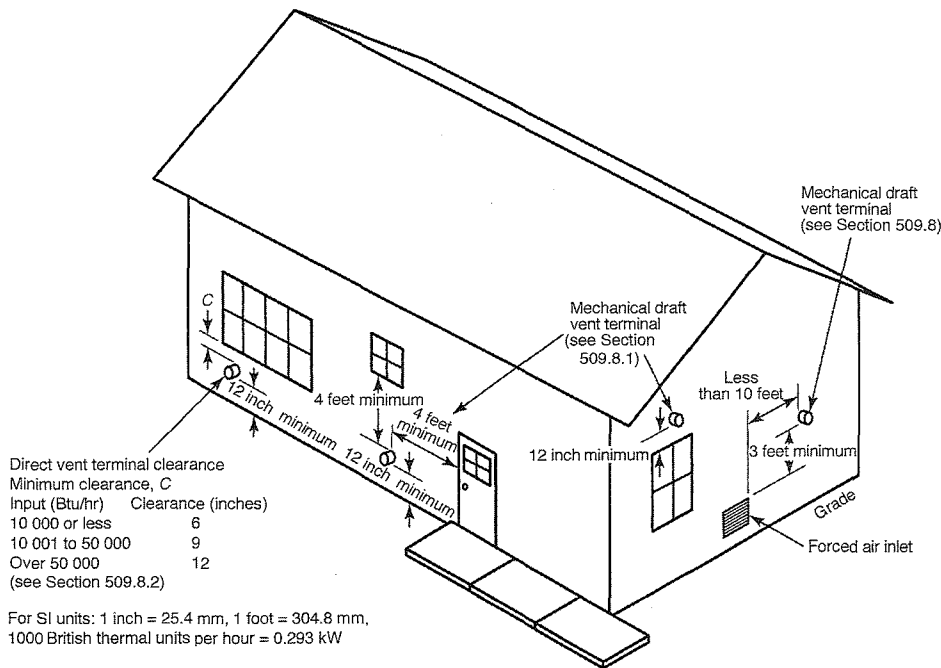 Mechanical draft
vent terminal
(see Section 509.8)
Mechanical draft
vent terminal
(see Section
509.8.1)
Less
than 10 feet
C
12 inch minimum
4 feet minimum
4 feet
minimum
12 inch minimum
12 inch minimum
3 feet minimum
Grade
Forced air inlet
Direct vent terminal clearance
Minimum clearance, C
Input (Btu/hr) Clearance (inches)
10 000 or less 6
10 001 to 50 000 9
Over 50 000 12
(see Section 509.8.2)
For SI units: 1 inch = 25.4 mm, 1 foot = 304.8 mm,
1000 British thermal units per hour = 0.293 kW